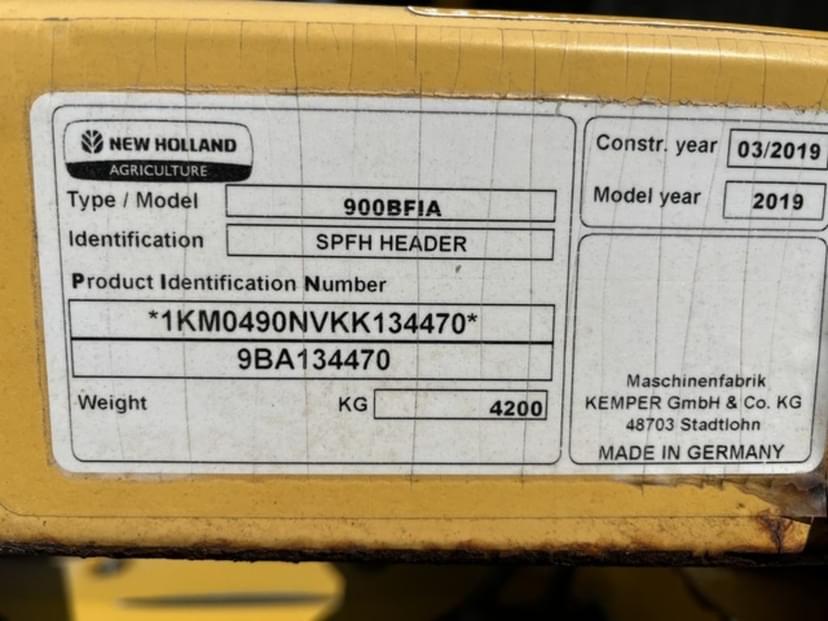 NEW HOLLAND
AGRICULTURE
Type / Model 900BFIA
Identification SPFH HEADER
Product Identification Number
*1KM0490NVKK134470*
9BA134470
Weight KG 4200
Constr. year 03/2019
Model year 2019
Maschinenfabrik
KEMPER GmbH & Co. KG
48703 Stadtlohn
MADE IN GERMANY